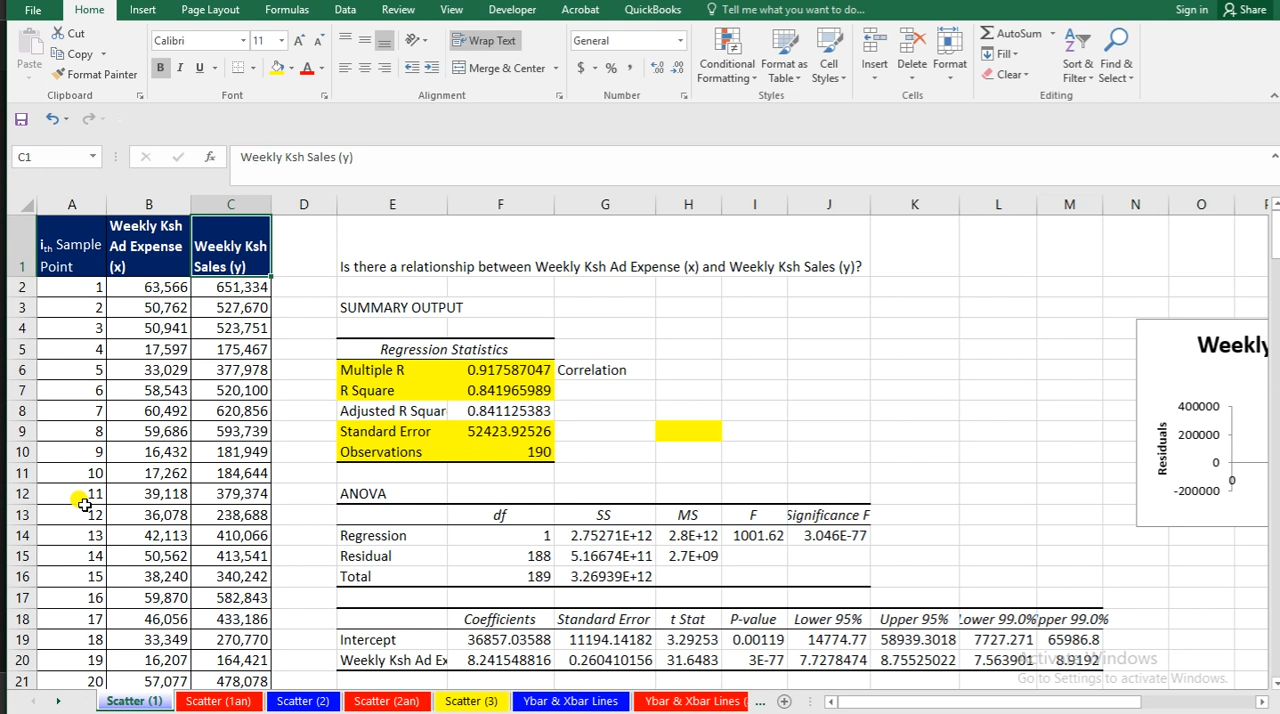 File Home Insert Page Layout Formulas Data Review View Developer Acrobat QuickBooks Tell me what you want to do... Sign in Share
Cut
Copy
Format Painter
Paste
Calibri 11
B I U
Wrap Text
Merge & Center
General
$ % ,
Conditional Formatting Format as Table Cell Styles
Insert Delete Format
AutoSum
Fill
Clear
Sort & Filter Find & Select
Clipboard Font Alignment Number Styles Cells Editing
C1 fx Weekly Ksh Sales (y)
A B C D E F G H I J K L M N O
1 ith Sample Point Weekly Ksh Ad Expense (x) Weekly Ksh Sales (y) Is there a relationship between Weekly Ksh Ad Expense (x) and Weekly Ksh Sales (y)?
2 1 63,566 651,334
3 2 50,762 527,670 SUMMARY OUTPUT
4 3 50,941 523,751
5 4 17,597 175,467 Regression Statistics
6 5 33,029 377,978 Multiple R 0.917587047 Correlation
7 6 58,543 520,100 R Square 0.841965989
8 7 60,492 620,856 Adjusted R Squar 0.841125383
9 8 59,686 593,739 Standard Error 52423.92526
10 9 16,432 181,949 Observations 190
11 10 17,262 184,644
12 11 39,118 379,374 ANOVA
13 12 36,078 238,688 df SS MS F Significance F
14 13 42,113 410,066 Regression 1 2.75271E+12 2.8E+12 1001.62 3.046E-77
15 14 50,562 413,541 Residual 188 5.16674E+11 2.7E+09
16 15 38,240 340,242 Total 189 3.26939E+12
17 16 59,870 582,843
18 17 46,056 433,186 Coefficients Standard Error t Stat P-value Lower 95% Upper 95% Lower 99.0% pper 99.0%
19 18 33,349 270,770 Intercept 36857.03588 11194.14182 3.29253 0.00119 14774.77 58939.3018 7727.271 65986.8
20 19 16,207 164,421 Weekly Ksh Ad Ex 8.241548816 0.260410156 31.6483 3E-77 7.7278474 8.75525022 7.563901 8.9192
21 20 57,077 478,078
Weekly
Residuals
400000
200000
0
-200000
0
Activate Windows
Go to Settings to activate Windows.
Scatter (1) Scatter (1an) Scatter (2) Scatter (2an) Scatter (3) Ybar & Xbar Lines Ybar & Xbar Lines ( ...